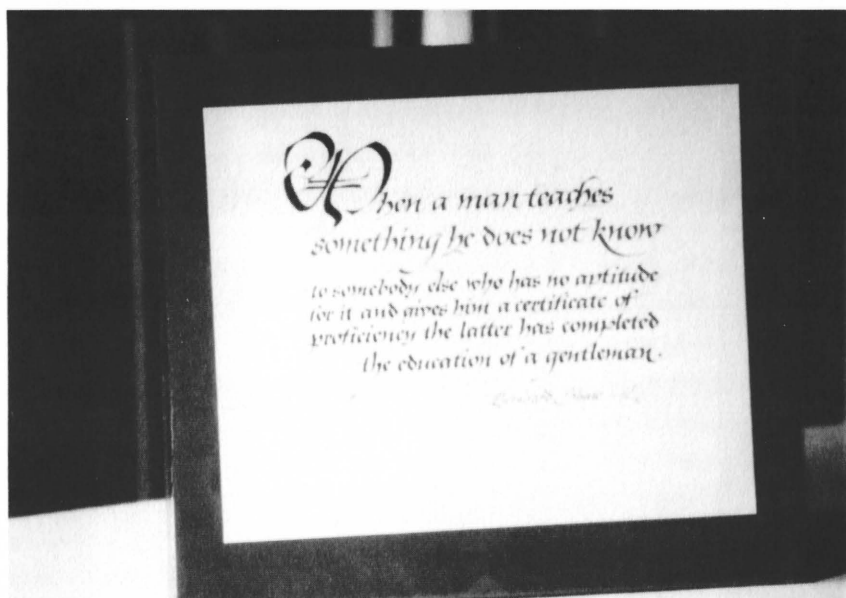 When a man teaches
something he does not know
to somebody else who has no aptitude
for it and gives him a certificate of
proficiency the latter has completed
the education of a gentleman.